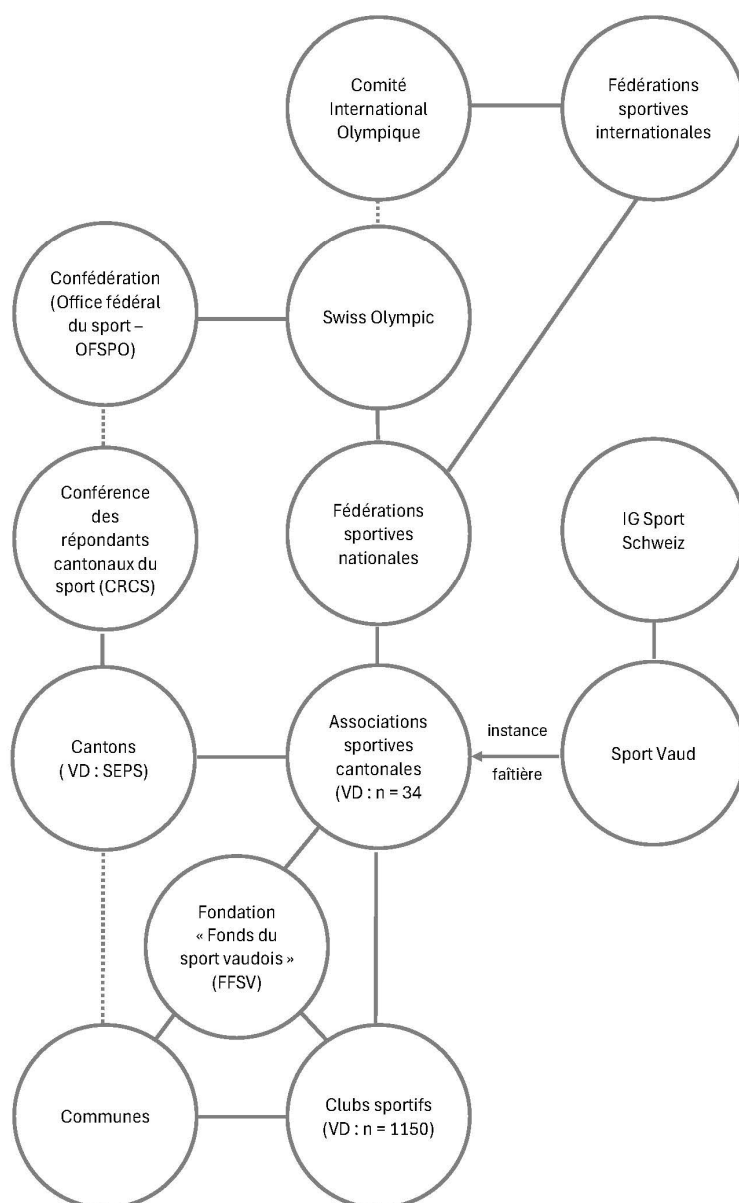 Comité
International
Olympique
Fédérations
sportives
internationales
Confédération
(Office fédéral
du sport –
OFSPO)
Swiss Olympic
Conférence
des
répondants
cantonaux du
sport (CRCS)
Fédérations
sportives
nationales
IG Sport
Schweiz
Cantons
( VD : SEPS)
Associations
sportives
cantonales
(VD : n = 34
instance
faîtière
Sport Vaud
Fondation
« Fonds du
sport vaudois »
(FFSV)
Communes
Clubs sportifs
(VD : n = 1150)